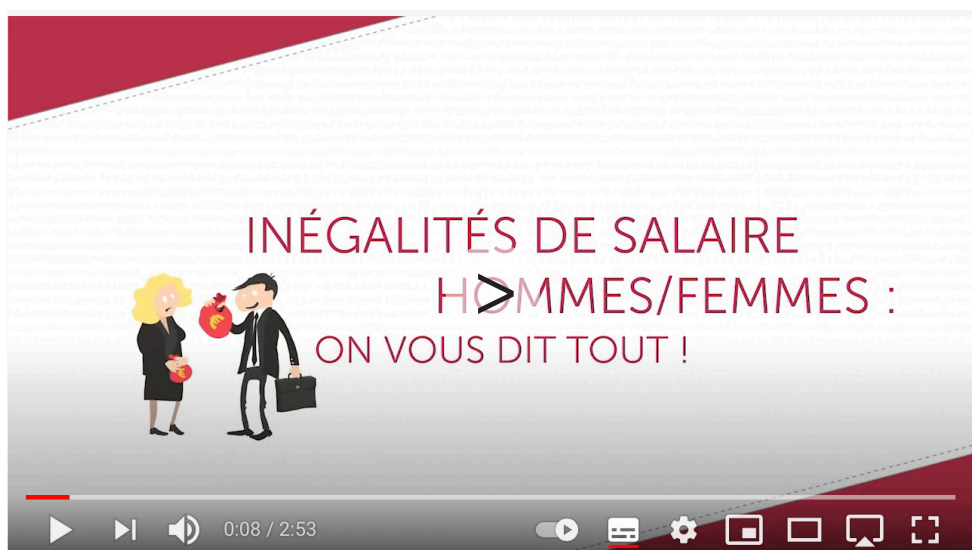 INÉGALITÉS DE SALAIRE
HOMMES/FEMMES :
ON VOUS DIT TOUT !
0:08 / 2:53